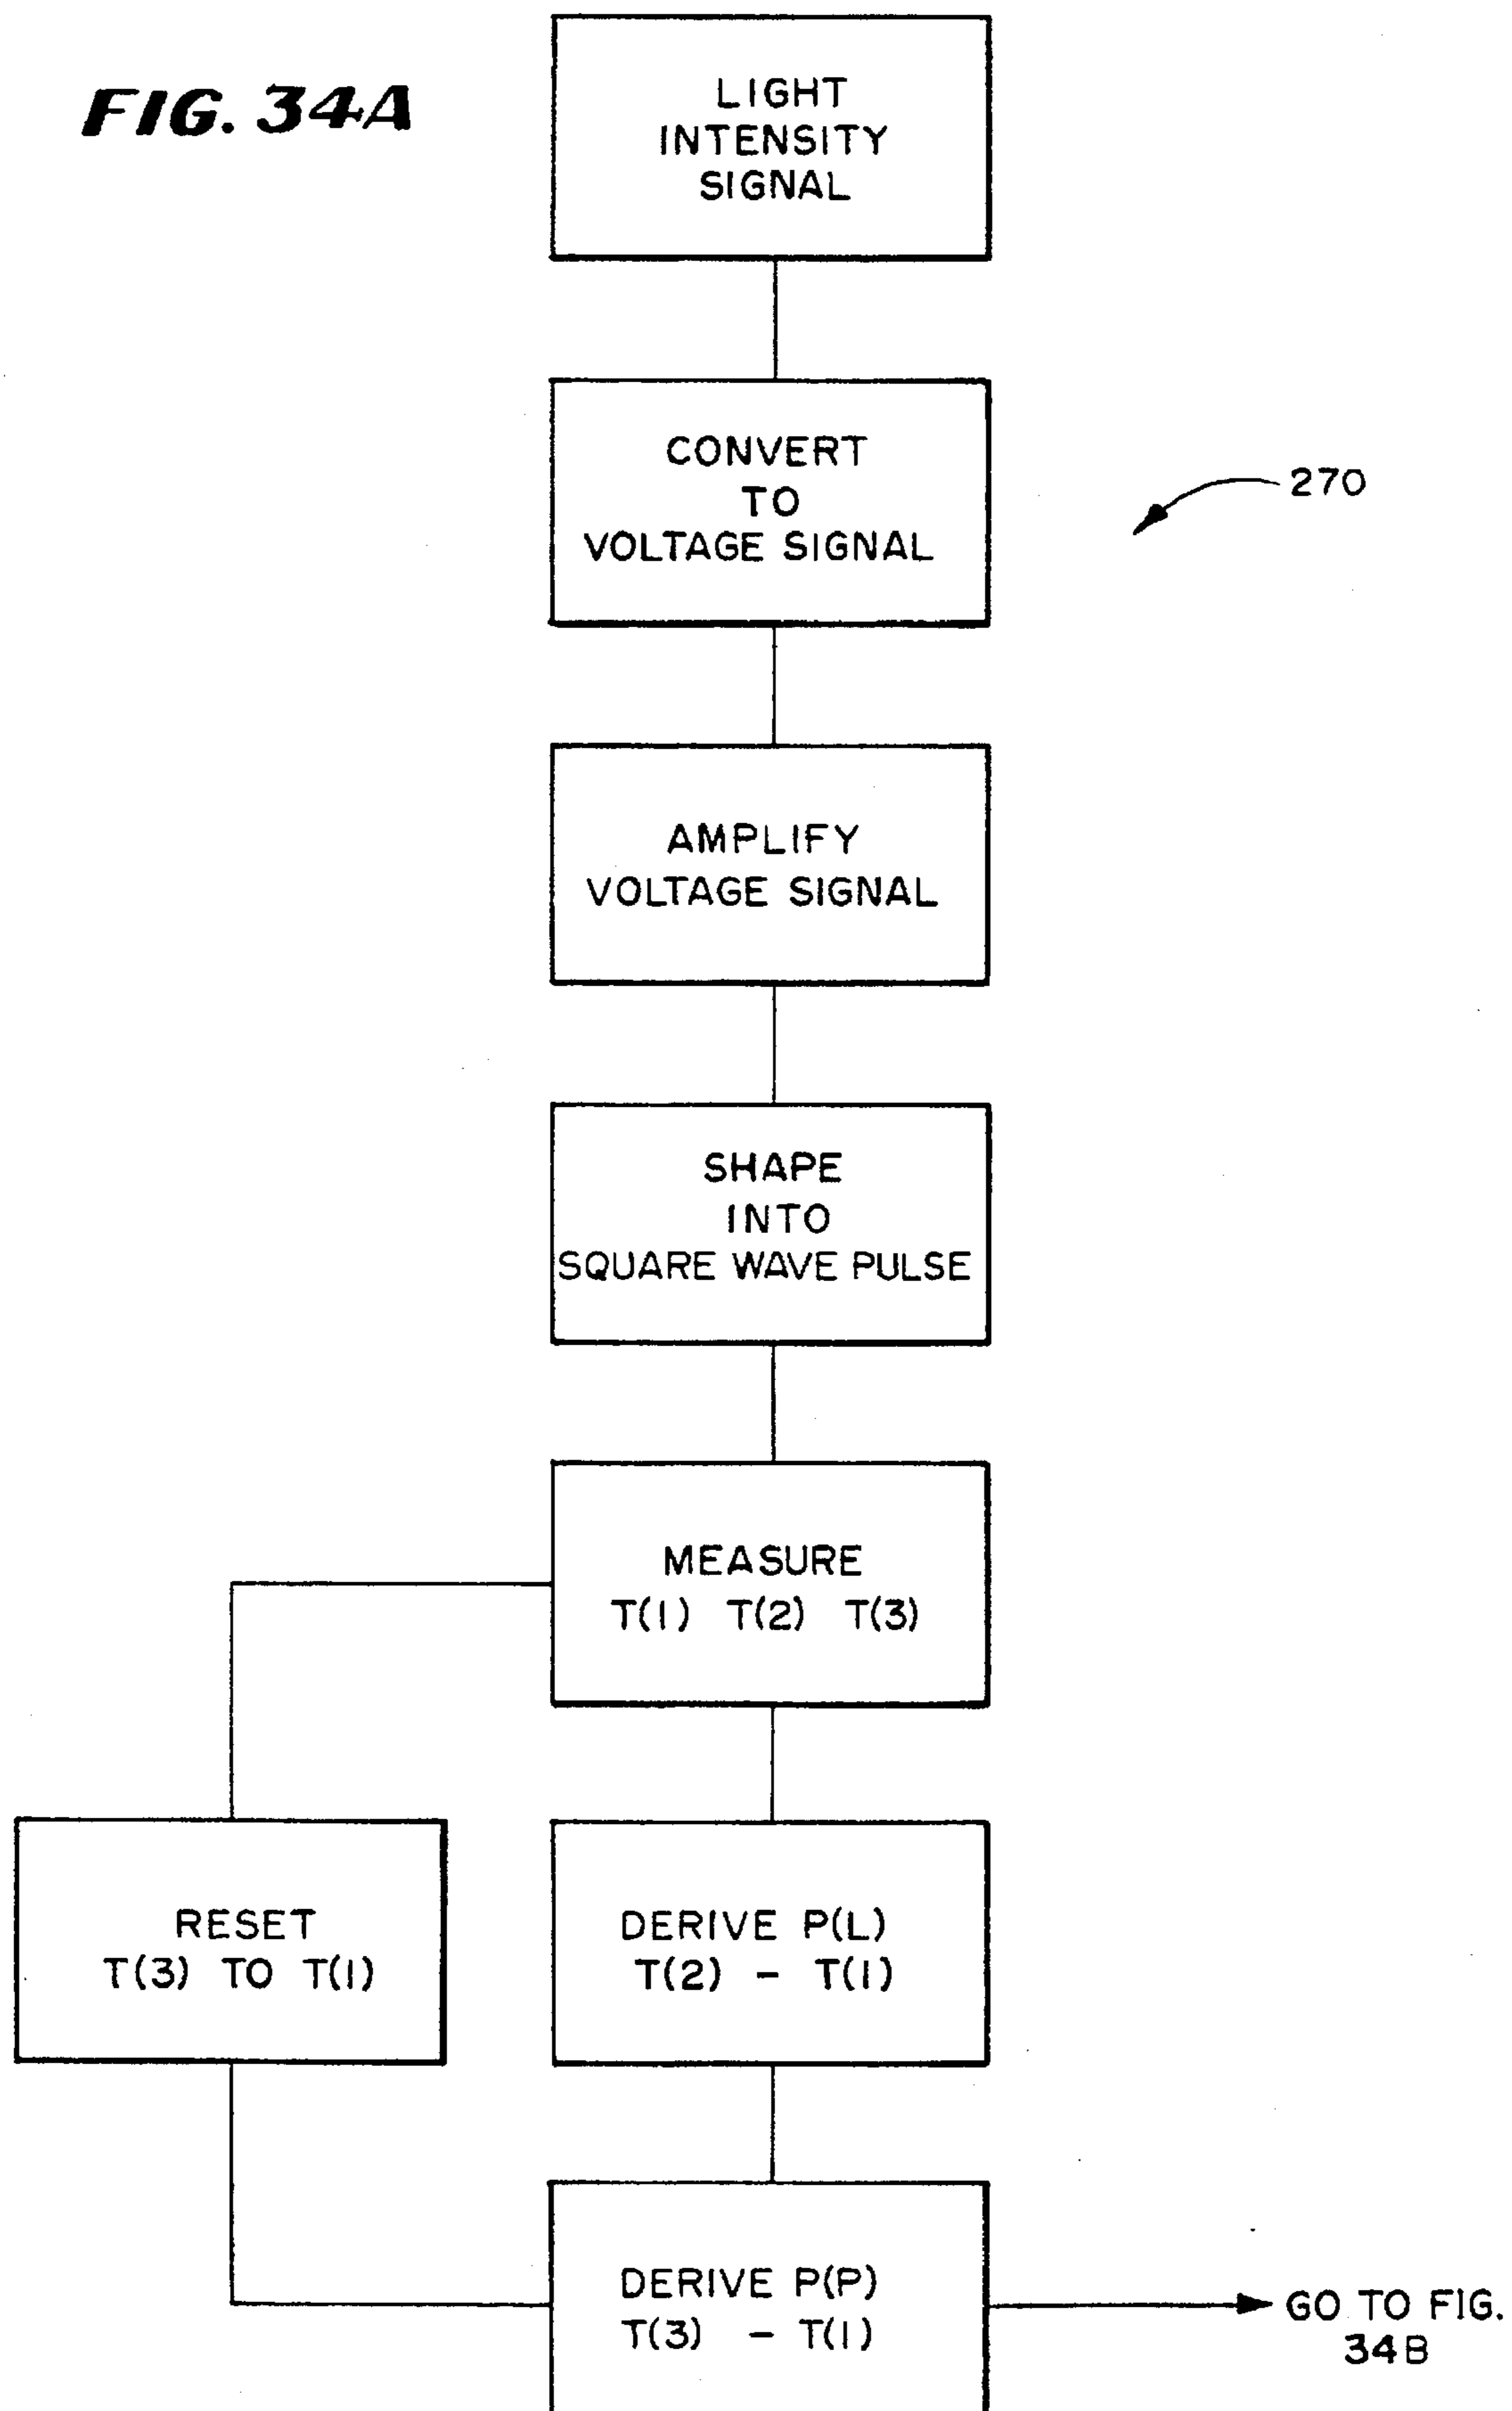 FIG. 34A
LIGHT
INTENSITY
SIGNAL
CONVERT
TO
VOLTAGE SIGNAL
270
AMPLIFY
VOLTAGE SIGNAL
SHAPE
INTO
SQUARE WAVE PULSE
MEASURE
T(1) T(2) T(3)
RESET
T(3) TO T(1)
DERIVE P(L)
T(2) - T(1)
DERIVE P(P)
T(3) - T(1)
GO TO FIG.
34B